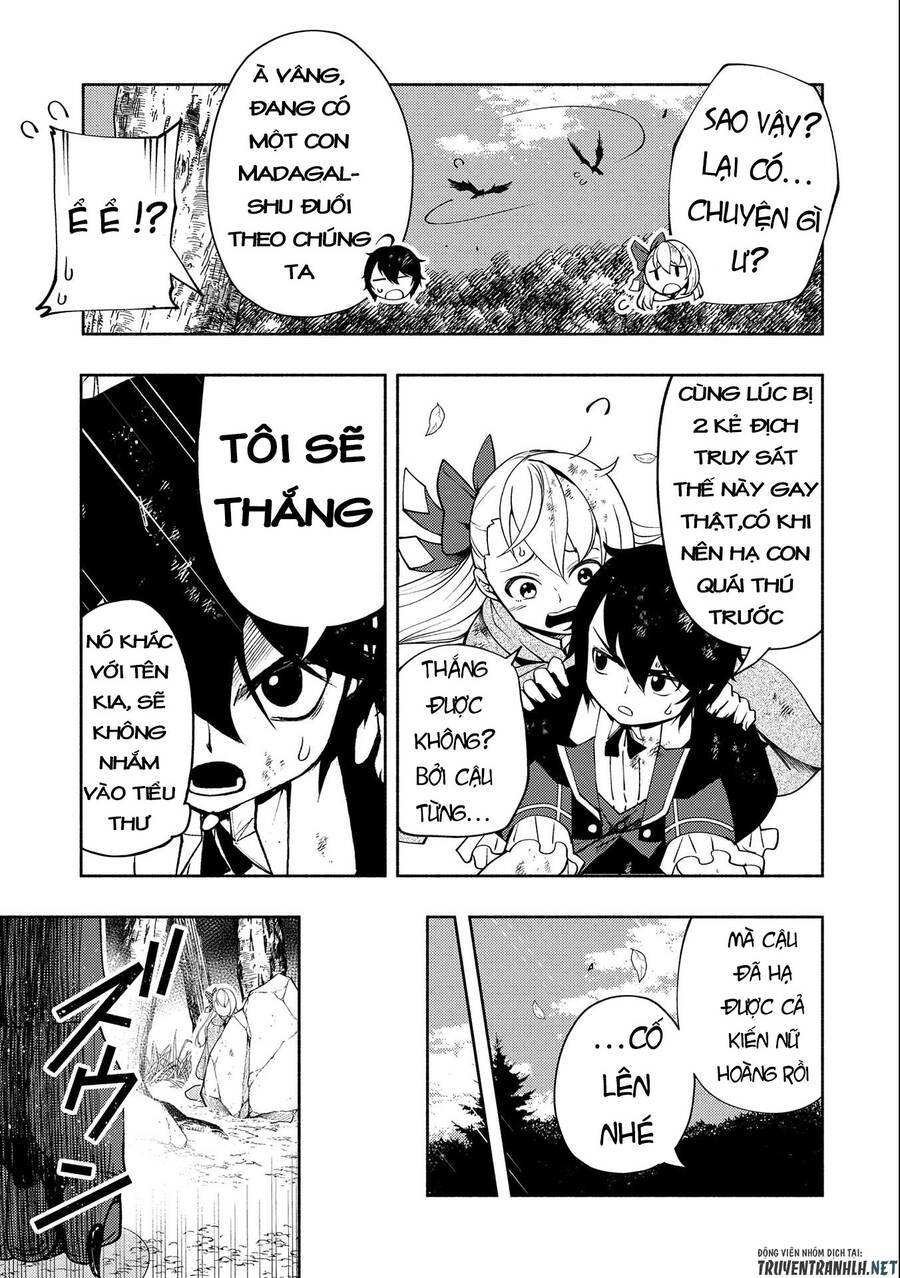 SAO VẬY?
LẠI CÓ...
CHUYỆN GÌ
Ư?
À VÂNG,
ĐANG CÓ
MỘT CON
MADAGAL-
SHU ĐUỔI
THEO CHÚNG
TA
Ể Ể !?
CÙNG LÚC BỊ
2 KẺ ĐỊCH
TRUY SÁT
THẾ NÀY GAY
THẬT,CÓ KHI
NÊN HẠ CON
QUÁI THÚ
TRƯỚC
THẮNG
ĐƯỢC
KHÔNG?
BỞI CẬU
TỪNG...
TÔI SẼ
THẮNG
NÓ KHÁC
VỚI TÊN
KIA, SẼ
KHÔNG
NHẮM
VÀO TIỂU
THƯ
MÀ CẬU
ĐÃ HẠ
ĐƯỢC CẢ
KIẾN NỮ
HOÀNG RỒI
...CỐ
LÊN
NHÉ
ズウン
ĐỘNG VIÊN NHÓM DỊCH TẠI:
TRUYENTRANHLH.NET